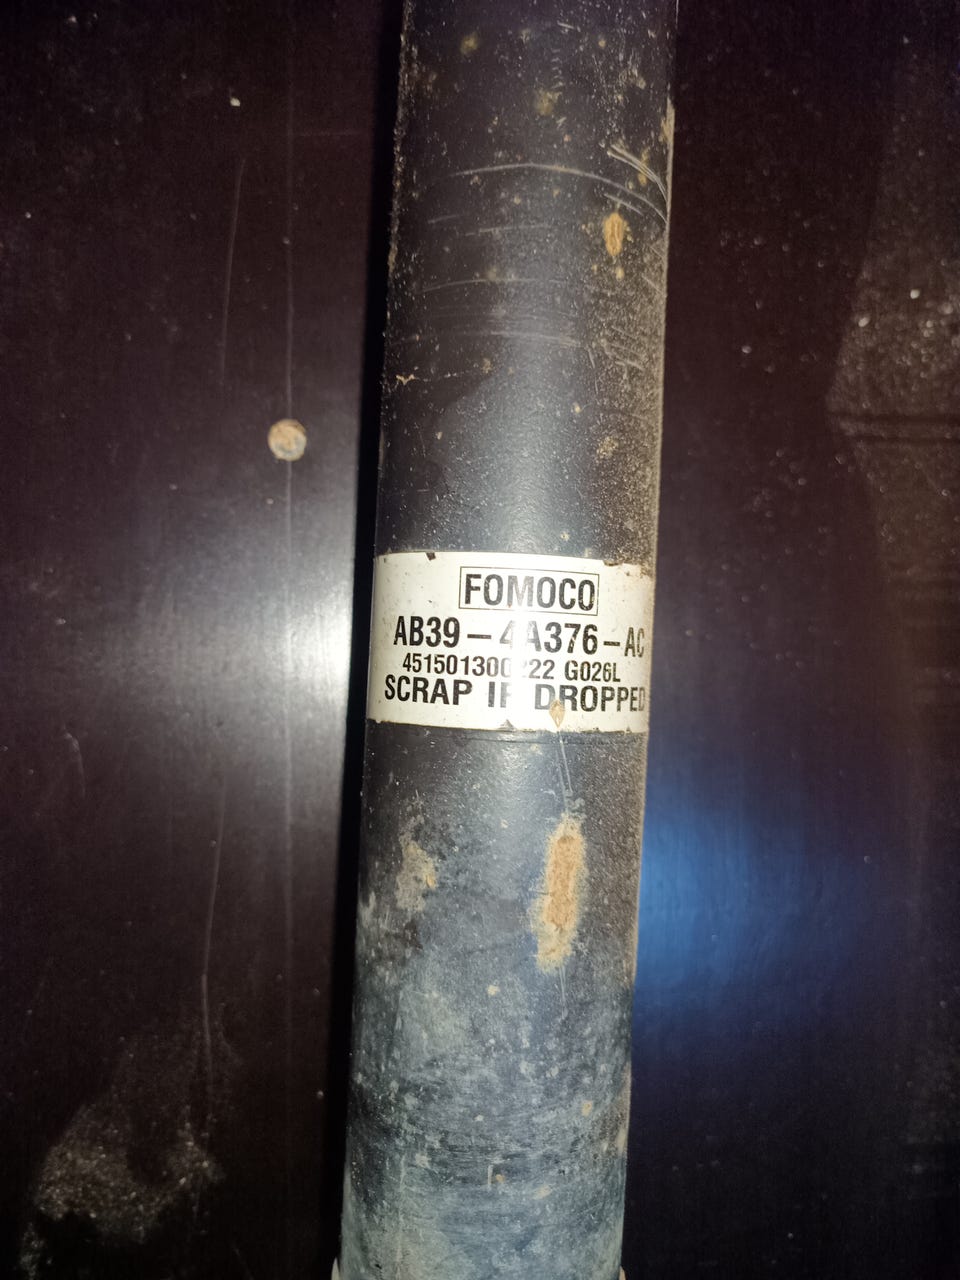 FOMOCO
AB39-4A376-AC
G026L
SCRAP IF DROPPED